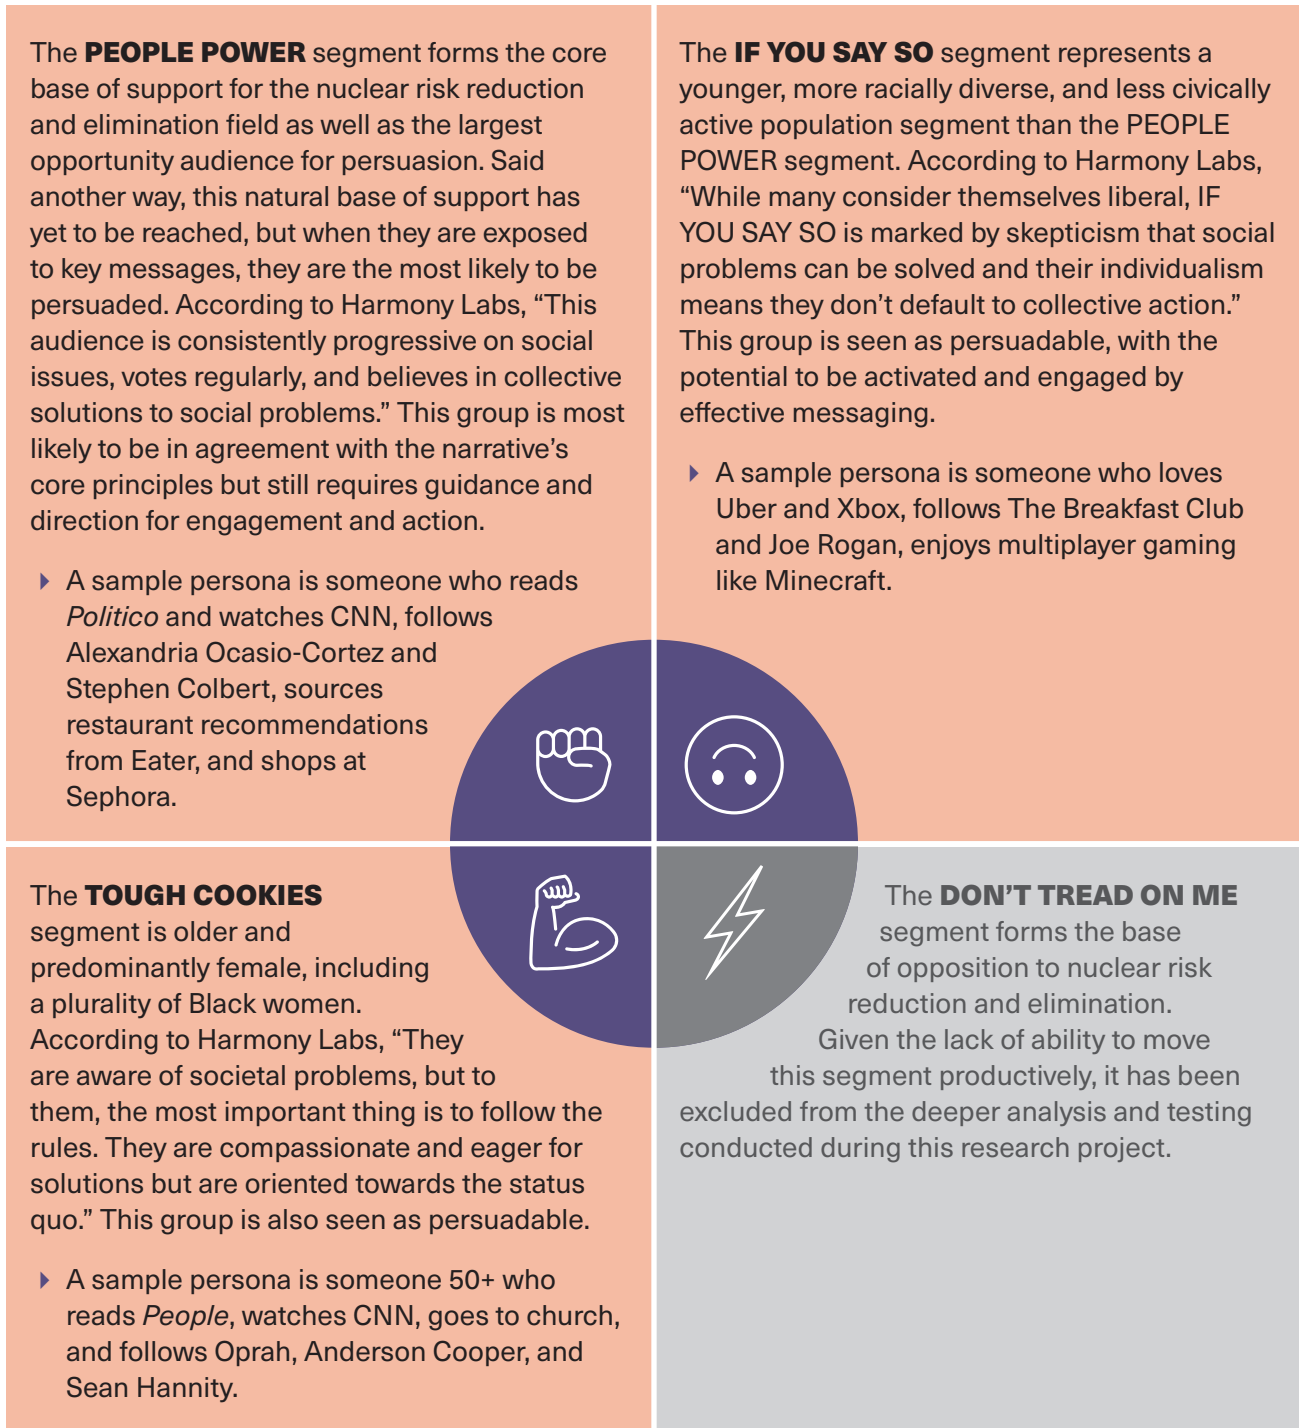 The PEOPLE POWER segment forms the core
base of support for the nuclear risk reduction
and elimination field as well as the largest
opportunity audience for persuasion. Said
another way, this natural base of support has
yet to be reached, but when they are exposed
to key messages, they are the most likely to be
persuaded. According to Harmony Labs, “This
audience is consistently progressive on social
issues, votes regularly, and believes in collective
solutions to social problems.” This group is most
likely to be in agreement with the narrative’s
core principles but still requires guidance and
direction for engagement and action.
A sample persona is someone who reads
Politico and watches CNN, follows
Alexandria Ocasio-Cortez and
Stephen Colbert, sources
restaurant recommendations
from Eater, and shops at
Sephora.
The IF YOU SAY SO segment represents a
younger, more racially diverse, and less civically
active population segment than the PEOPLE
POWER segment. According to Harmony Labs,
“While many consider themselves liberal, IF
YOU SAY SO is marked by skepticism that social
problems can be solved and their individualism
means they don’t default to collective action.”
This group is seen as persuadable, with the
potential to be activated and engaged by
effective messaging.
A sample persona is someone who loves
Uber and Xbox, follows The Breakfast Club
and Joe Rogan, enjoys multiplayer gaming
like Minecraft.
The TOUGH COOKIES
segment is older and
predominantly female, including
a plurality of Black women.
According to Harmony Labs, “They
are aware of societal problems, but to
them, the most important thing is to follow the
rules. They are compassionate and eager for
solutions but are oriented towards the status
quo.” This group is also seen as persuadable.
A sample persona is someone 50+ who
reads People, watches CNN, goes to church,
and follows Oprah, Anderson Cooper, and
Sean Hannity.
The DON’T TREAD ON ME
segment forms the base
of opposition to nuclear risk
reduction and elimination.
Given the lack of ability to move
this segment productively, it has been
excluded from the deeper analysis and testing
conducted during this research project.